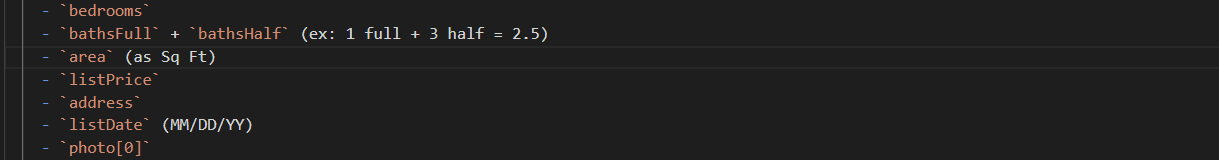 - `bedrooms`
- `bathsFull` + `bathsHalf` (ex: 1 full + 3 half = 2.5)
- `area` (as Sq Ft)
- `listPrice`
- `address`
- `listDate` (MM/DD/YY)
- `photo[0]`